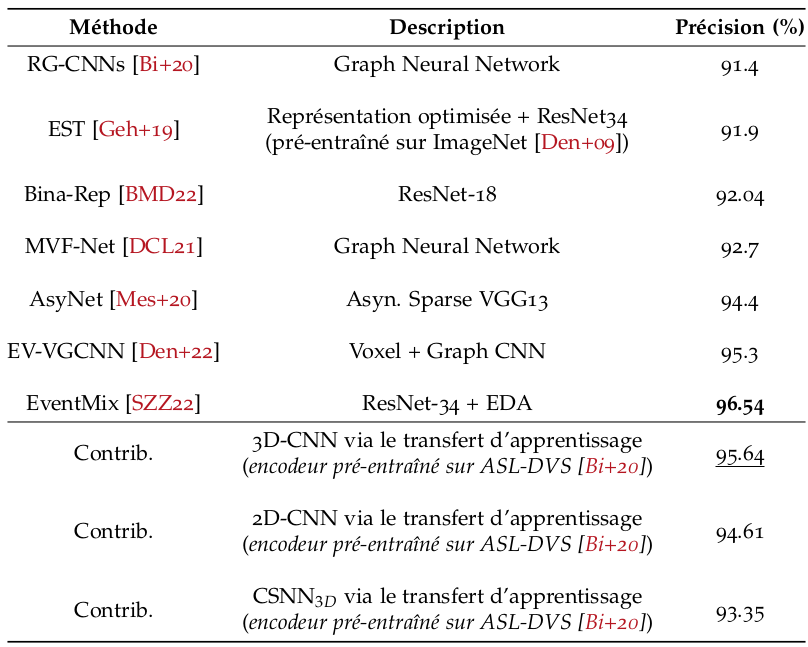 Méthode Description Précision (%)
RG-CNNs [Bi+20] Graph Neural Network 91.4
Représentation optimisée + ResNet34
EST [Geh+19] 91.9
(pré-entraîné sur ImageNet [Den+09])
Bina-Rep [BMD22] ResNet-18 92.04
MVF-Net [DCL21] Graph Neural Network 92.7
AsyNet [Mes+20] Asyn. Sparse VGG13 94.4
EV-VGCNN [Den+22] Voxel + Graph CNN 95.3
EventMix [SZZ22] ResNet-34 + EDA 96.54
3D-CNN via le transfert d'apprentissage
Contrib. 95.64
(encodeur pré-entraîné sur ASL-DVS [Bi+20])
2D-CNN via le transfert d'apprentissage
Contrib. 94.61
(encodeur pré-entraîné sur ASL-DVS [Bi+20])
CSNN3D via le transfert d'apprentissage
Contrib. 93.35
(encodeur pré-entraîné sur ASL-DVS [Bi+20])